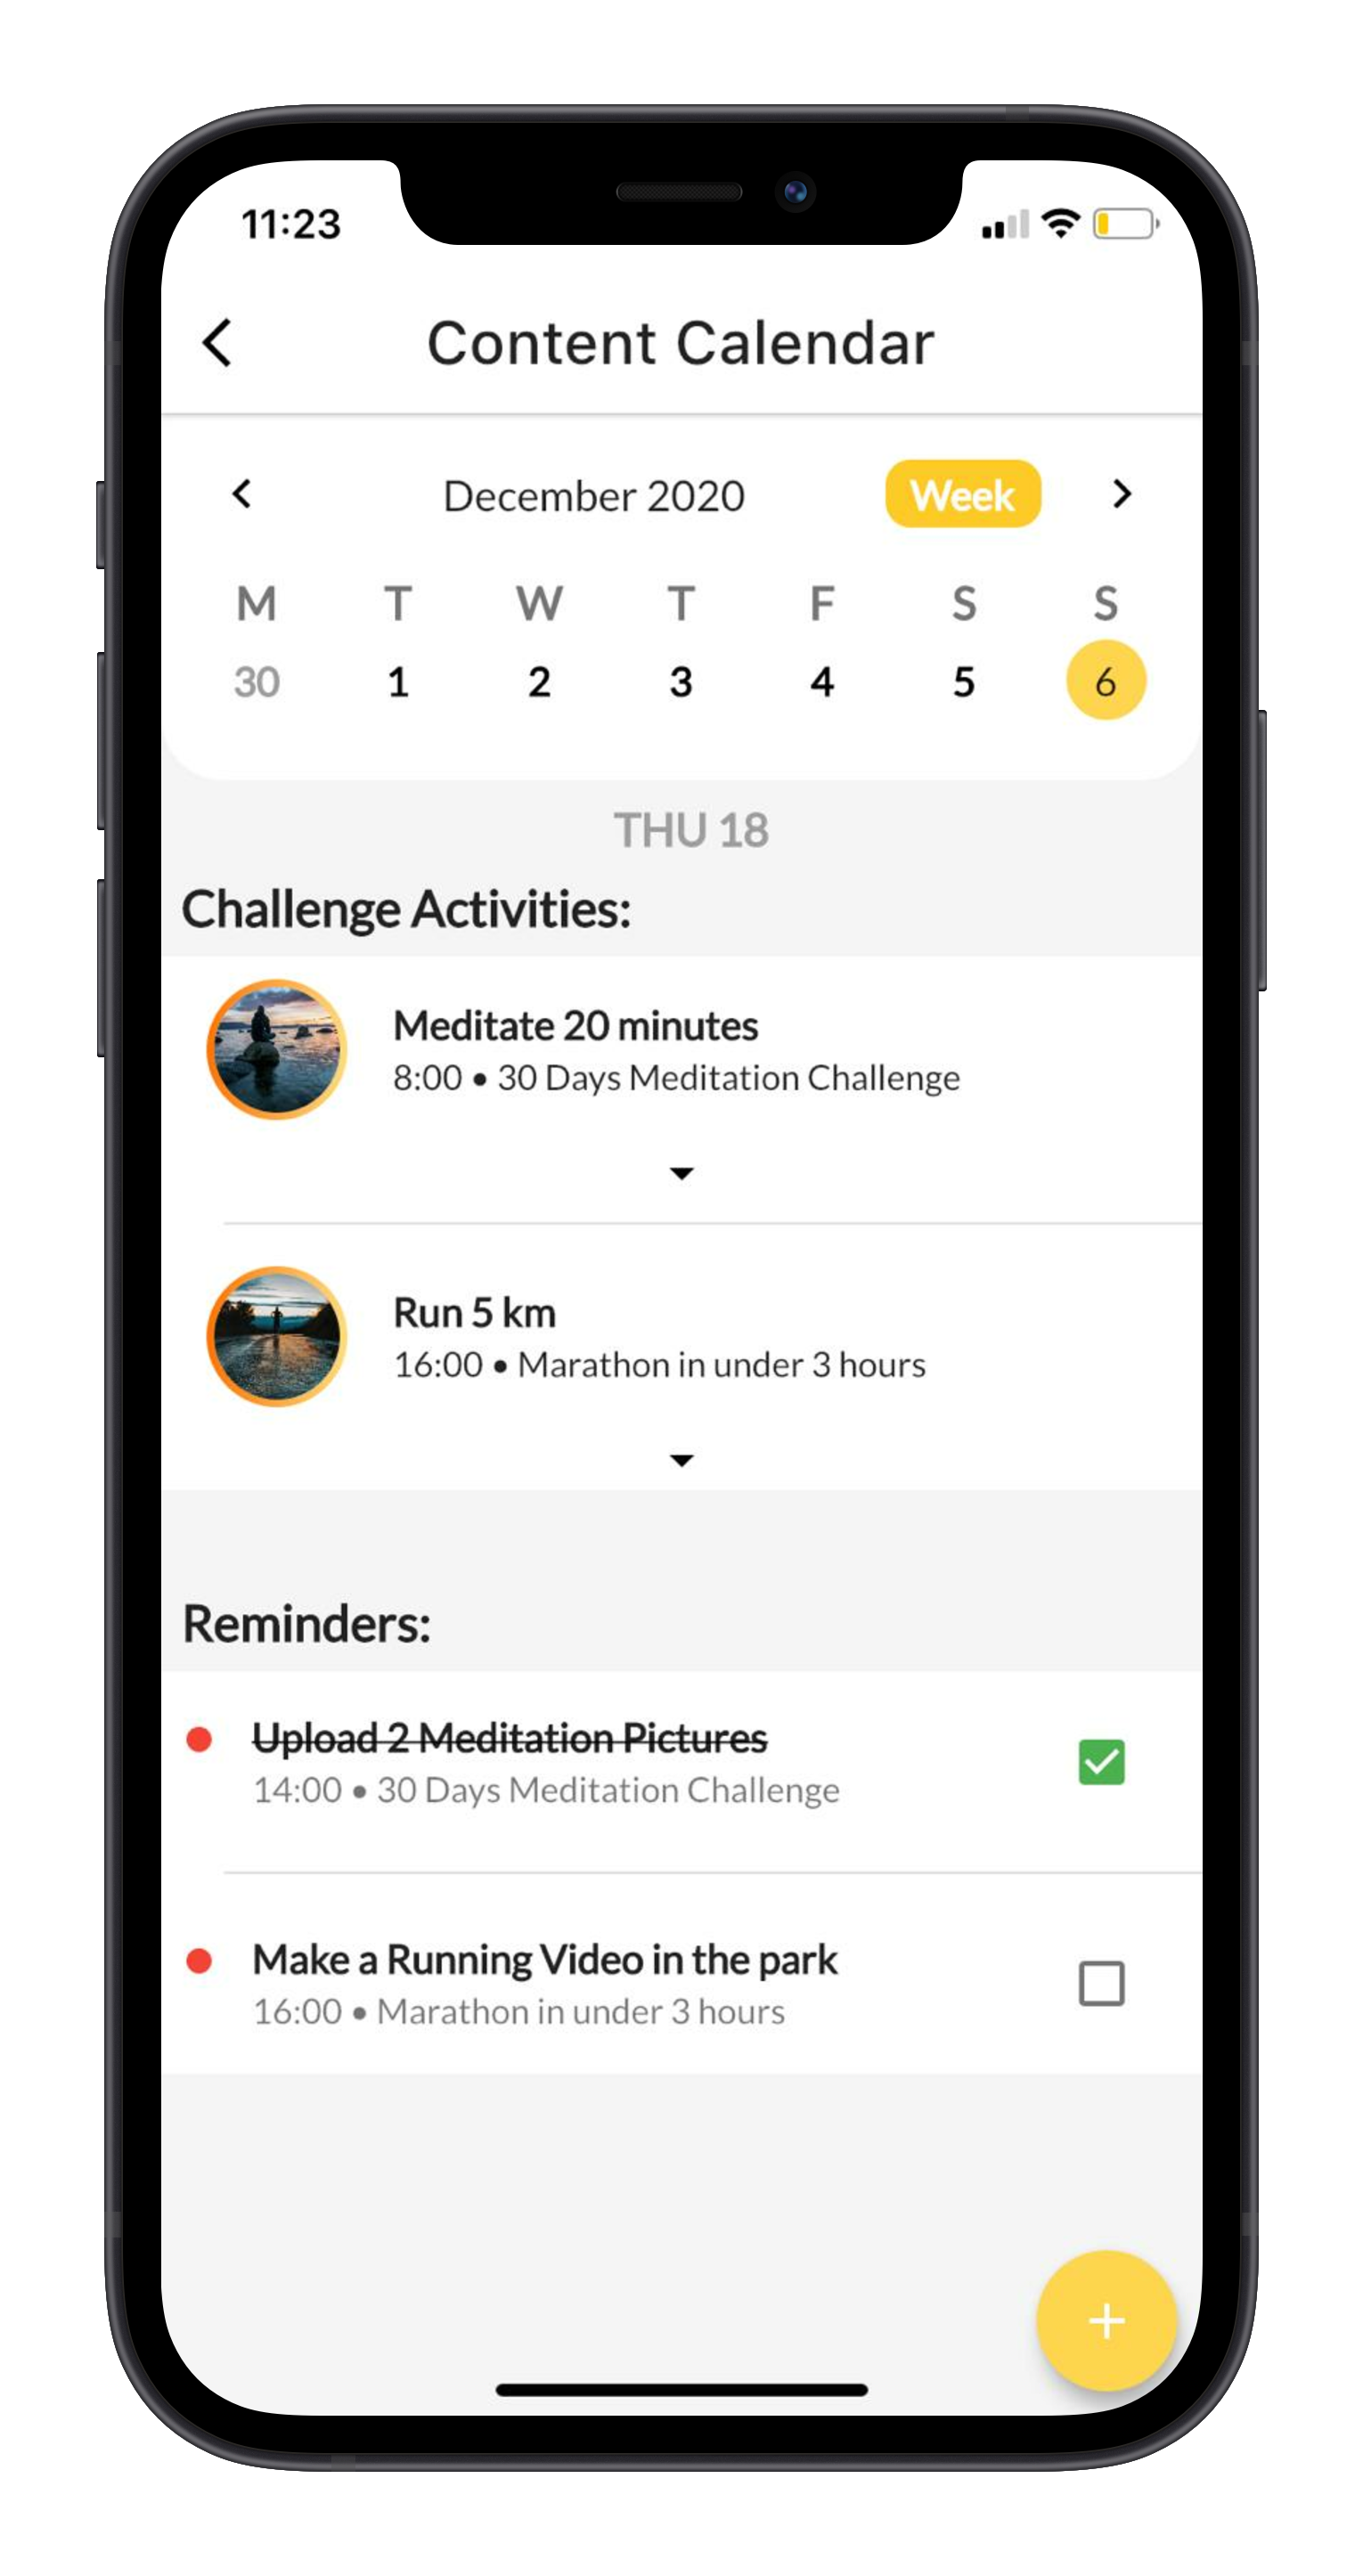 11:23
Content Calendar
December 2020 Week
M T W T F S S
30 1 2 3 4 5 6
THU 18
Challenge Activities:
Meditate 20 minutes
8:00 • 30 Days Meditation Challenge
Run 5 km
16:00 • Marathon in under 3 hours
Reminders:
Upload 2 Meditation Pictures
14:00 • 30 Days Meditation Challenge
Make a Running Video in the park
16:00 • Marathon in under 3 hours
+